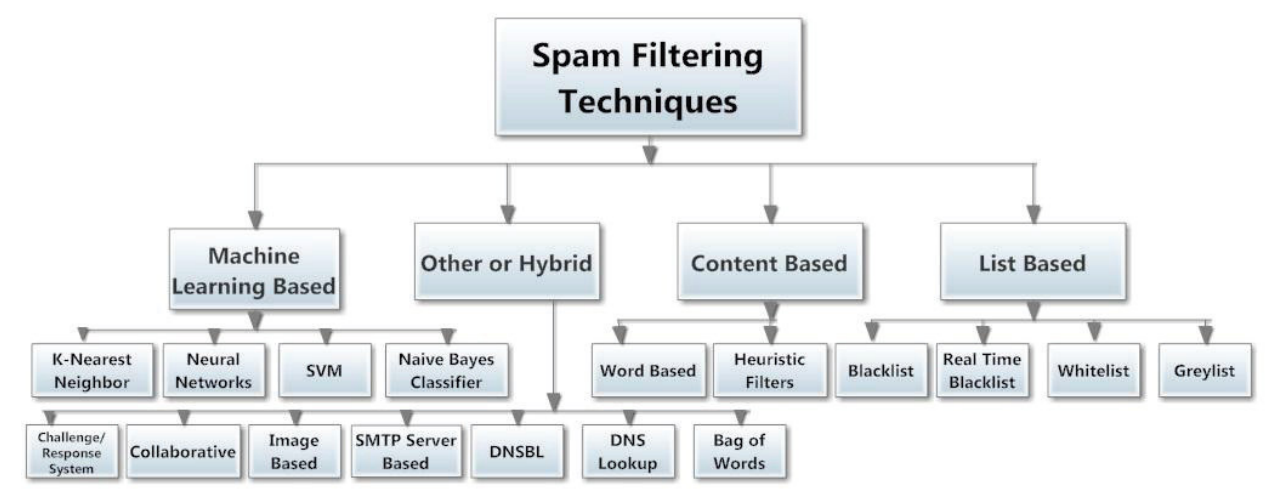 Spam Filtering
Techniques
Machine
Learning Based
Other or Hybrid
Content Based
List Based
K-Nearest
Neighbor
Neural
Networks
SVM
Naive Bayes
Classifier
Word Based
Heuristic
Filters
Blacklist
Real Time
Blacklist
Whitelist
Greylist
Challenge/
Response
System
Collaborative
Image
Based
SMTP Server
Based
DNSBL
DNS
Lookup
Bag of
Words